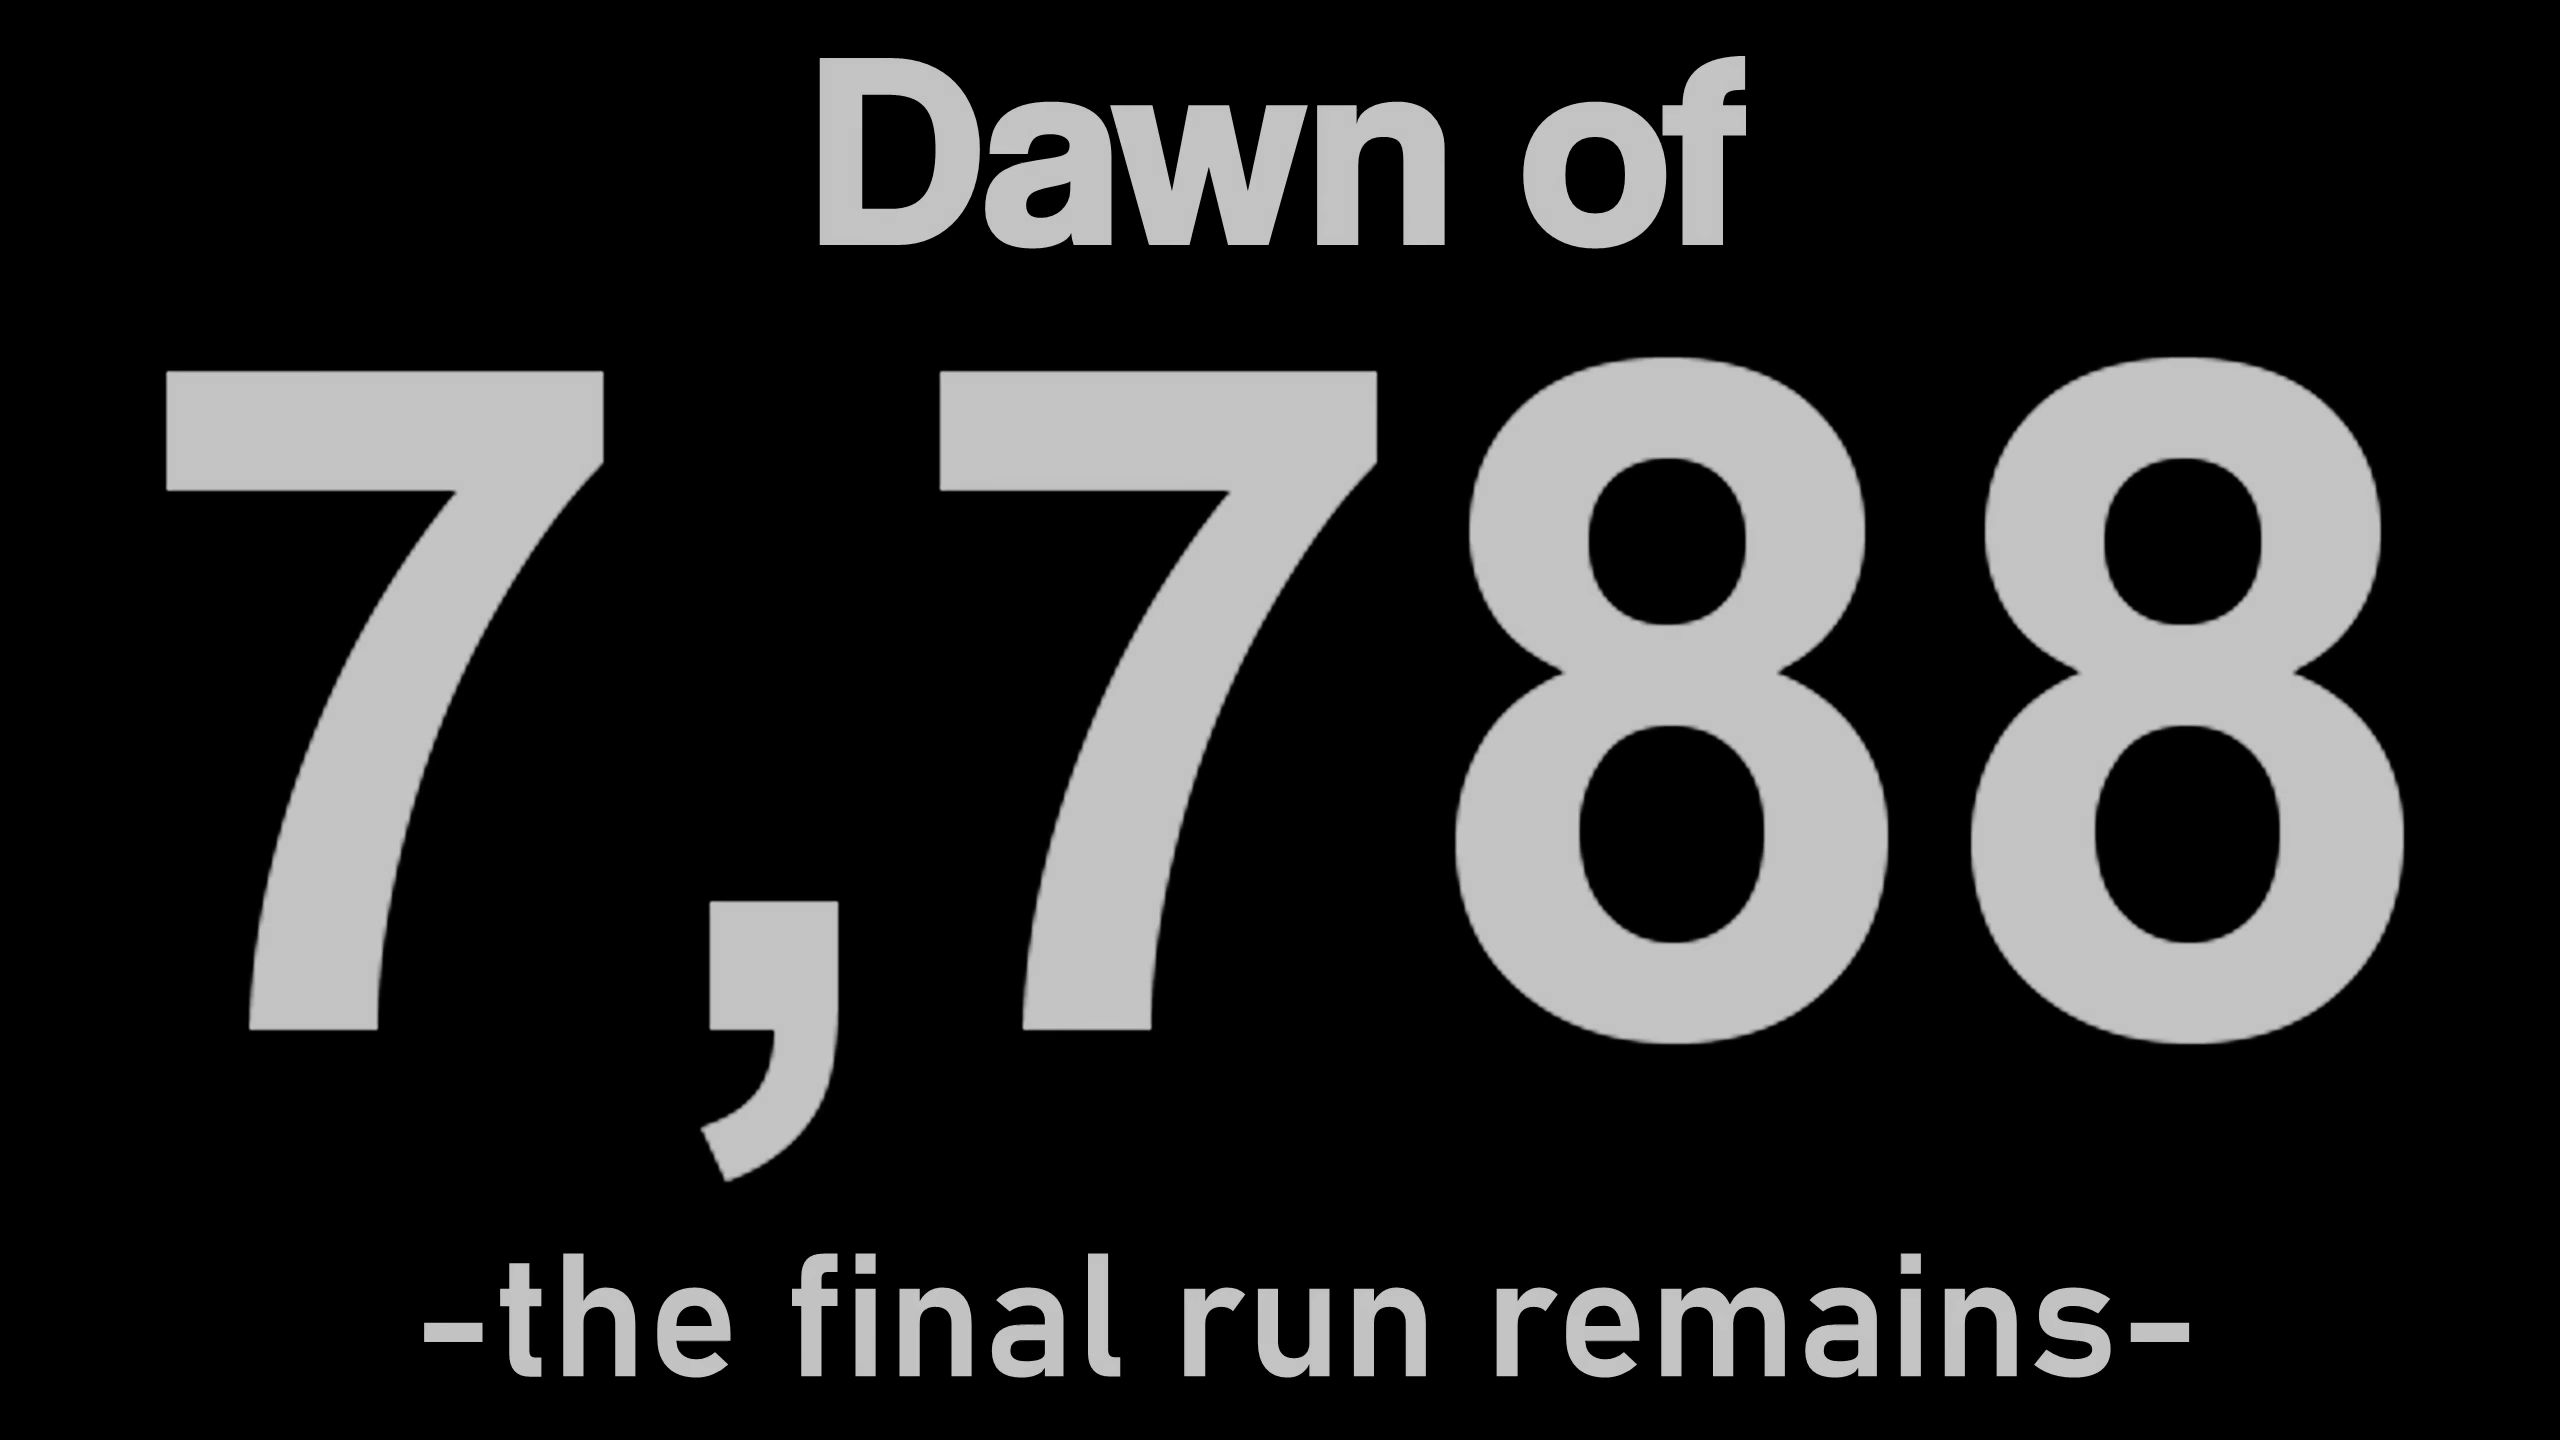 Dawn of
7,788
-the final run remains-